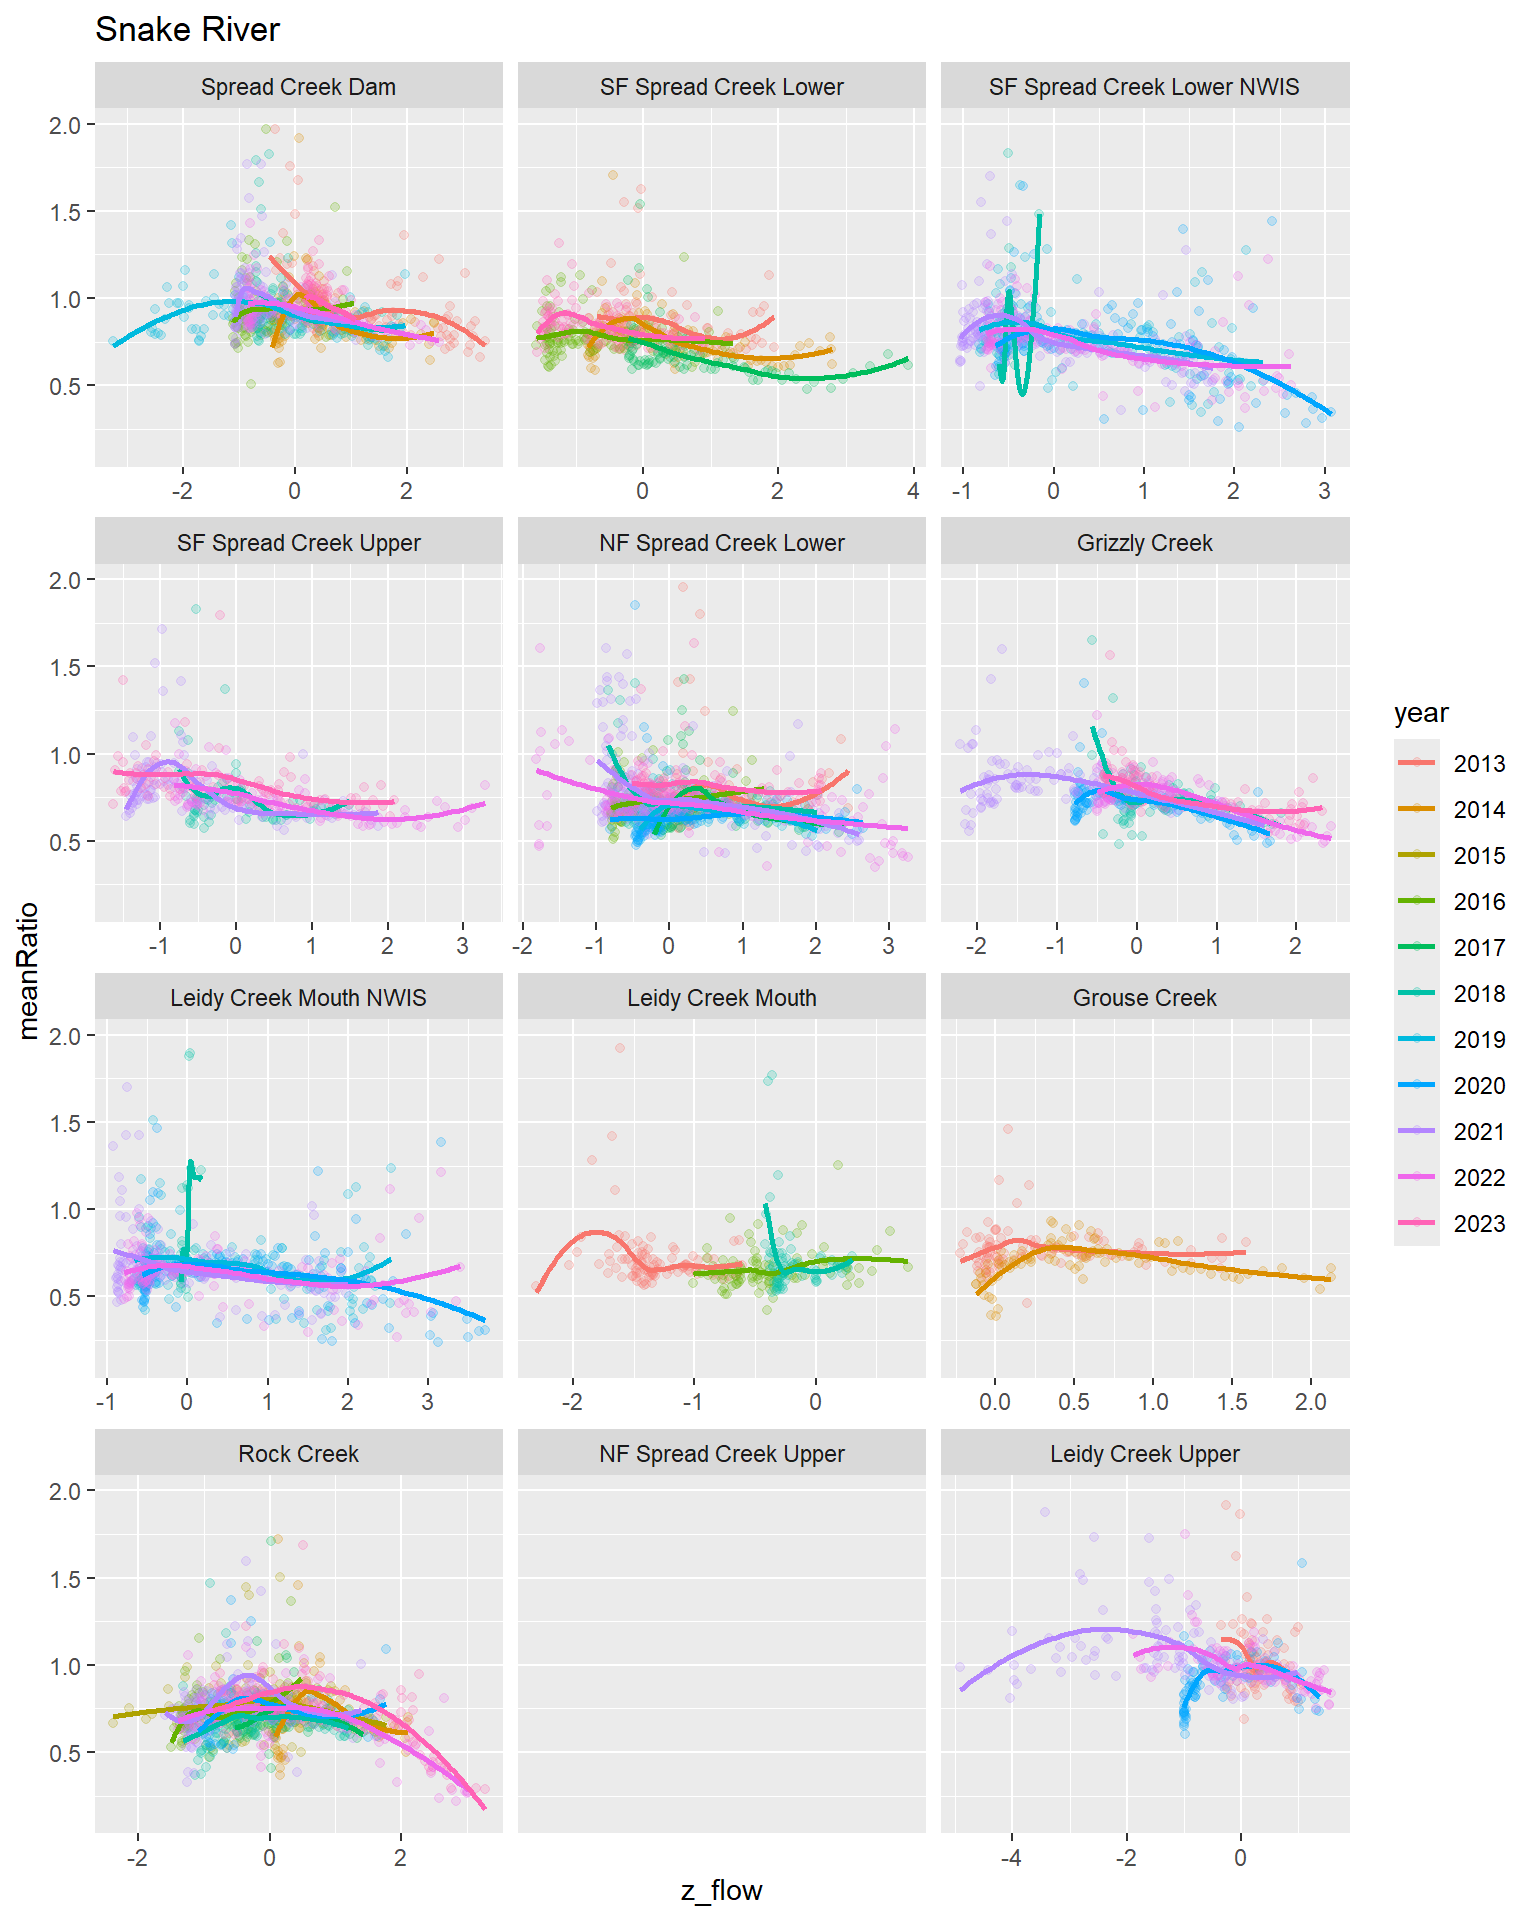 Snake River
Spread Creek Dam
SF Spread Creek Lower
SF Spread Creek Lower NWIS
2.0
1.5
1.0
0.5
-2 0 2
0 2 4
-1 0 1 2 3
SF Spread Creek Upper
NF Spread Creek Lower
Grizzly Creek
2.0
1.5
1.0
0.5
-1 0 1 2 3
-2 -1 0 1 2 3
-2 -1 0 1 2
Leidy Creek Mouth NWIS
Leidy Creek Mouth
Grouse Creek
2.0
1.5
1.0
0.5
-1 0 1 2 3
-2 -1 0
0.0 0.5 1.0 1.5 2.0
Rock Creek
NF Spread Creek Upper
Leidy Creek Upper
2.0
1.5
1.0
0.5
-2 0 2
-4 -2 0
meanRatio
z_flow
year
2013
2014
2015
2016
2017
2018
2019
2020
2021
2022
2023